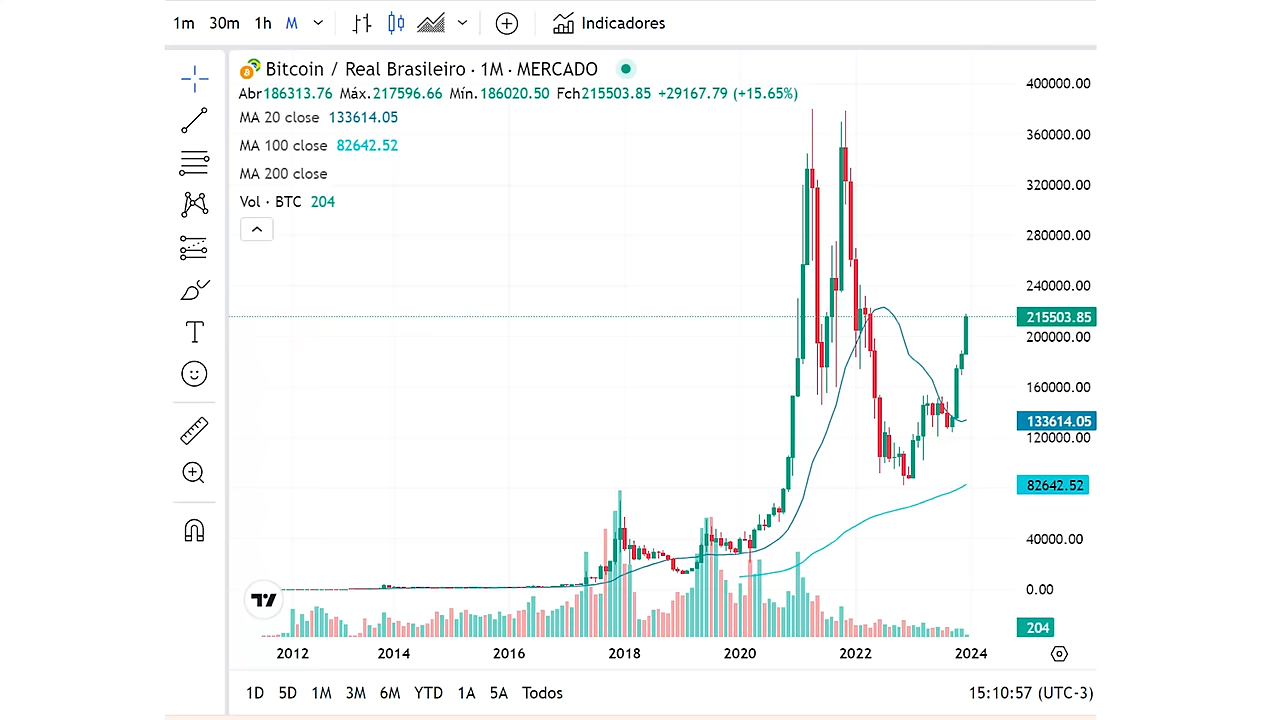 1m 30m 1h M Indicadores
Bitcoin / Real Brasileiro · 1M · MERCADO
Abr186313.76 Máx.217596.66 Mín.186020.50 Fch215503.85 +29167.79 (+15.65%)
MA 20 close 133614.05
MA 100 close 82642.52
MA 200 close
Vol · BTC 204
400000.00
360000.00
320000.00
280000.00
240000.00
215503.85
200000.00
160000.00
133614.05
120000.00
82642.52
40000.00
0.00
204
2012 2014 2016 2018 2020 2022 2024
1D 5D 1M 3M 6M YTD 1A 5A Todos 15:10:57 (UTC-3)